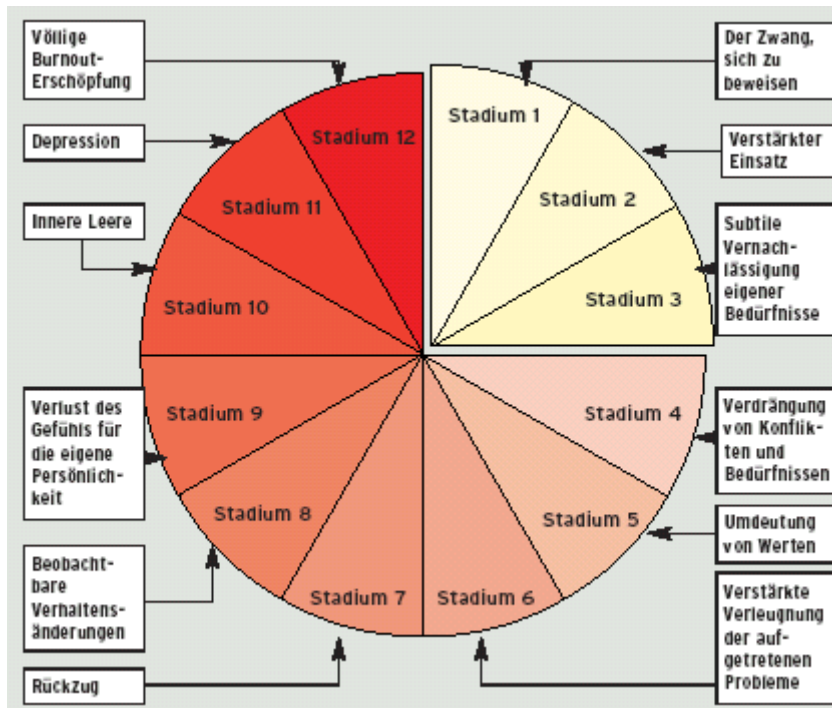 Völlige
Burnout-
Erschöpfung
Depression
Innere Leere
Verlust des
Gefühls für
die eigene
Persönlich-
keit
Beobacht-
bare
Verhaltens-
änderungen
Rückzug
Stadium 12
Stadium 11
Stadium 10
Stadium 9
Stadium 8
Stadium 7
Stadium 1
Stadium 2
Stadium 3
Stadium 4
Stadium 5
Stadium 6
Der Zwang,
sich zu
beweisen
Verstärkter
Einsatz
Subtile
Vernach-
lässigung
eigener
Bedürfnisse
Verdrängung
von Konflik-
ten und
Bedürfnissen
Umdeutung
von Werten
Verstärkte
Verleugnung
der auf-
getretenen
Probleme